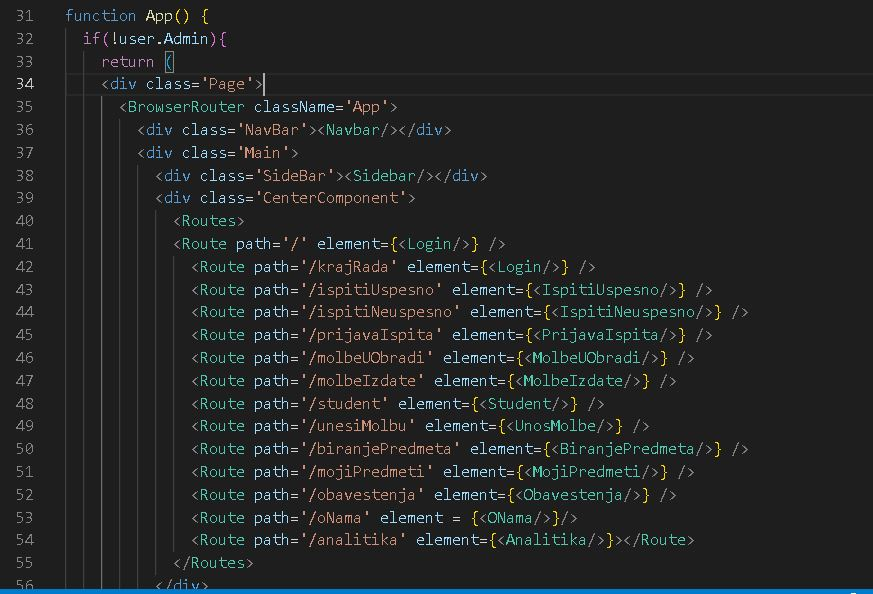 31 function App() {
32 if(!user.Admin){
33 return (
34 <div class='Page'>
35 <BrowserRouter className='App'>
36 <div class='NavBar'><Navbar/></div>
37 <div class='Main'>
38 <div class='SideBar'><Sidebar/></div>
39 <div class='CenterComponent'>
40 <Routes>
41 <Route path='/' element={<Login/>} />
42 <Route path='/krajRada' element={<Login/>} />
43 <Route path='/ispitiUspesno' element={<IspitiUspesno/>} />
44 <Route path='/ispitiNeuspesno' element={<IspitiNeuspesno/>} />
45 <Route path='/prijavaIspita' element={<PrijavaIspita/>} />
46 <Route path='/molbeUObradi' element={<MolbeUObradi/>} />
47 <Route path='/molbeIzdate' element={<MolbeIzdate/>} />
48 <Route path='/student' element={<Student/>} />
49 <Route path='/unesiMolbu' element={<UnosMolbe/>} />
50 <Route path='/biranjePredmeta' element={<BiranjePredmeta/>} />
51 <Route path='/mojiPredmeti' element={<MojiPredmeti/>} />
52 <Route path='/obavestenja' element={<Obavestenja/>} />
53 <Route path='/oNama' element = {<ONama/>}/>
54 <Route path='/analitika' element={<Analitika/>}></Route>
55 </Routes>
56 </div>